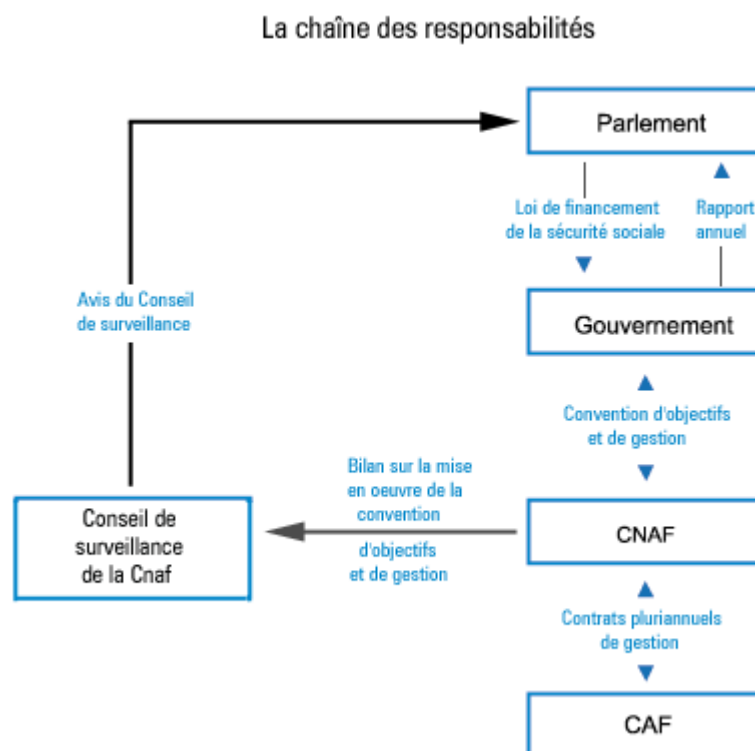 La chaîne des responsabilités
Parlement
Loi de financement
de la sécurité sociale
Rapport
annuel
Avis du Conseil
de surveillance
Gouvernement
Convention d'objectifs
et de gestion
Bilan sur la mise
en oeuvre de la
convention
d'objectifs
et de gestion
Conseil de
surveillance
de la Cnaf
CNAF
Contrats pluriannuels
de gestion
CAF